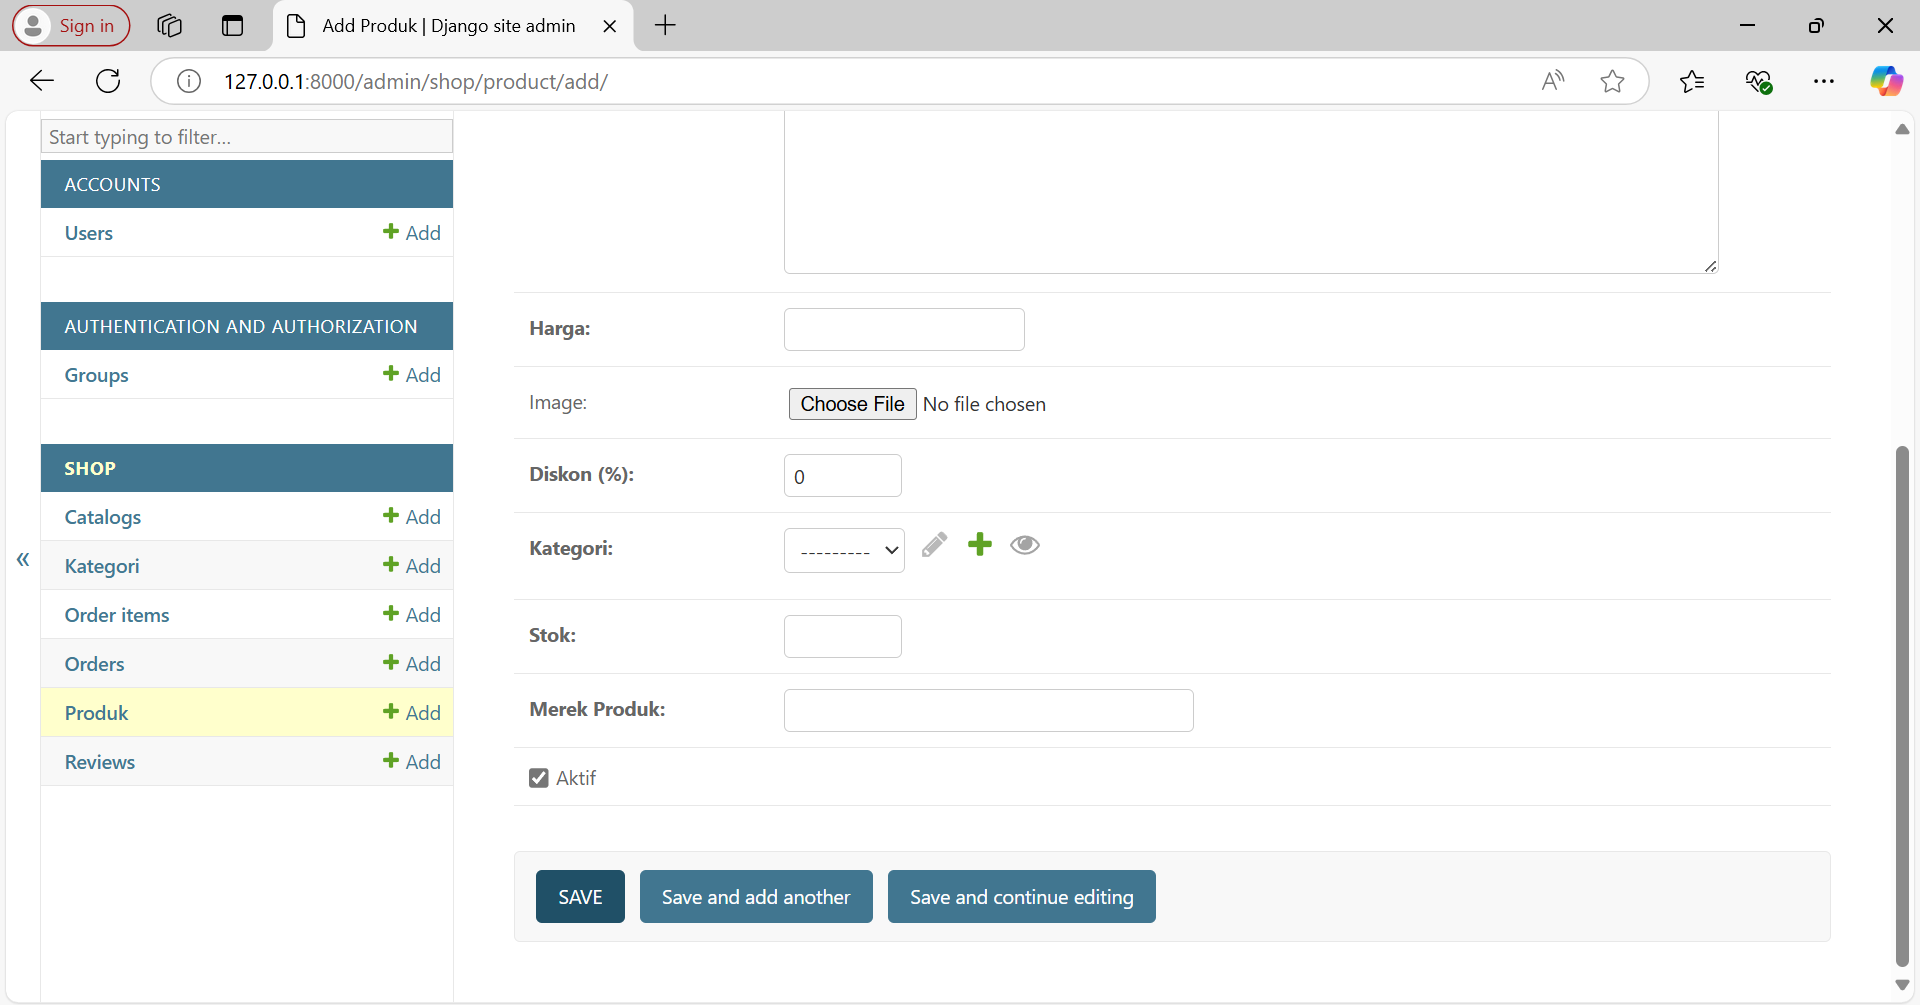 Sign in
Add Produk | Django site admin
127.0.0.1:8000/admin/shop/product/add/
Start typing to filter...
ACCOUNTS
Users Add
AUTHENTICATION AND AUTHORIZATION
Groups Add
SHOP
Catalogs Add
Kategori Add
Order items Add
Orders Add
Produk Add
Reviews Add
«
Harga:
Image: Choose File No file chosen
Diskon (%): 0
Kategori: ---------
Stok:
Merek Produk:
Aktif
SAVE Save and add another Save and continue editing